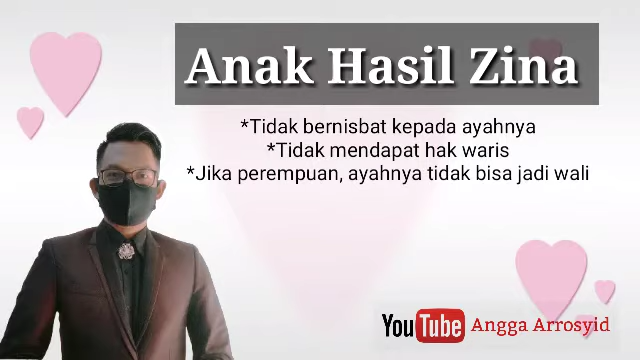 Anak Hasil Zina
*Tidak bernisbat kepada ayahnya
*Tidak mendapat hak waris
*Jika perempuan, ayahnya tidak bisa jadi wali
YouTube Angga Arrosyid